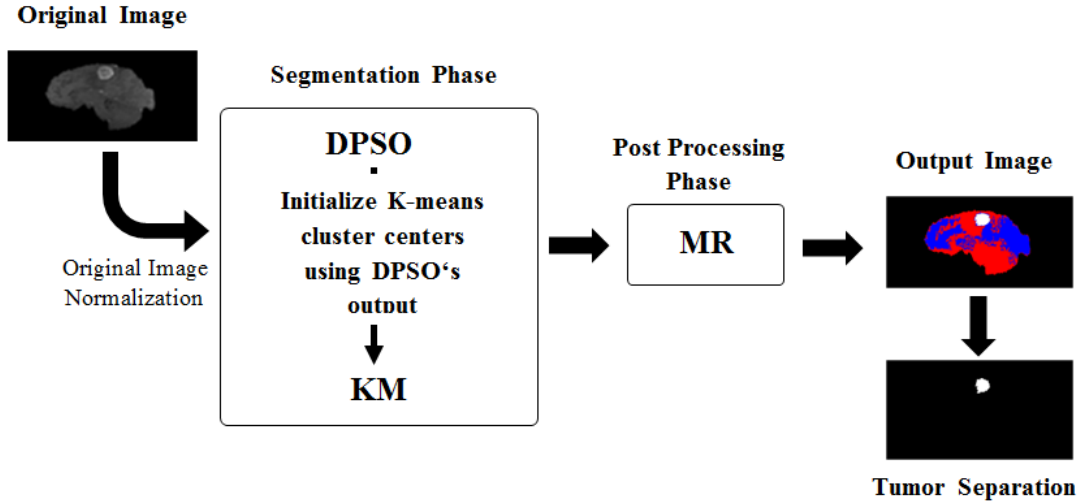 Original Image
Original Image
Normalization
Segmentation Phase
DPSO
Initialize K-means
cluster centers
using DPSO‘s
output
KM
Post Processing
Phase
MR
Output Image
Tumor Separation